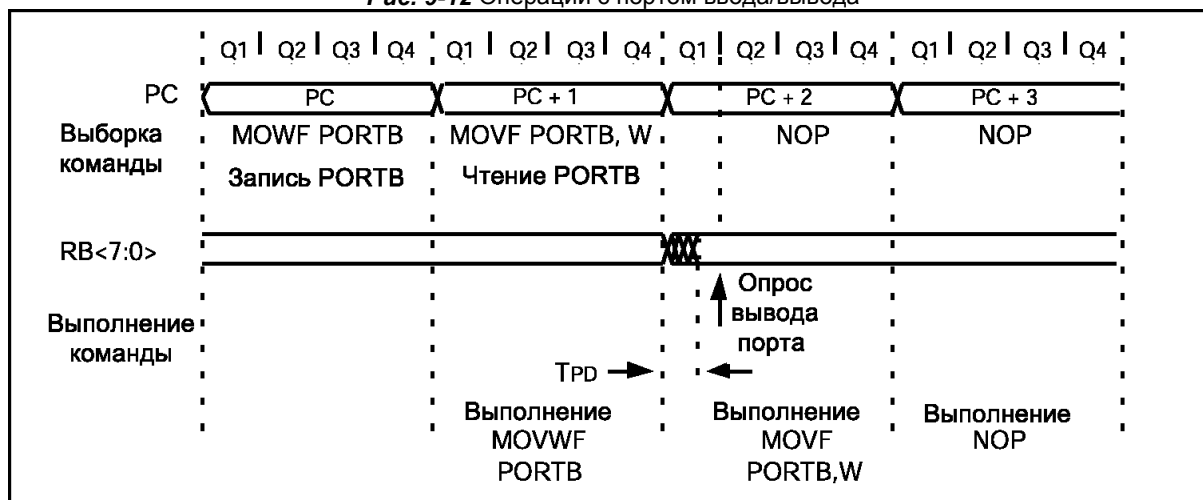 Рис. 5-12 Операции с портом ввода/вывода
Q1 Q2 Q3 Q4 Q1 Q2 Q3 Q4 Q1 Q2 Q3 Q4 Q1 Q2 Q3 Q4
PC PC PC + 1 PC + 2 PC + 3
Выборка
команды
MOWF PORTB MOVF PORTB, W NOP NOP
Запись PORTB Чтение PORTB
RB<7:0>
Опрос
вывода
порта
Выполнение
команды
TPD
Выполнение
MOVWF
PORTB
Выполнение
MOVF
PORTB,W
Выполнение
NOP